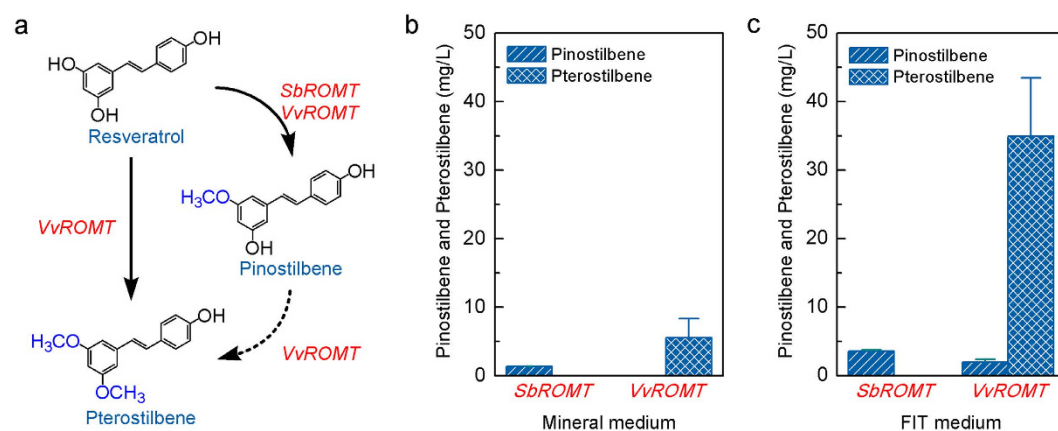 a
OH
HO
OH
Resveratrol
SbROMT
VvROMT
OH
H₃CO
OH
Pinostilbene
VvROMT
VvROMT
OH
H₃CO
OCH₃
Pterostilbene
b
Pinostilbene and Pterostilbene (mg/L)
50
40
30
20
10
0
Pinostilbene
Pterostilbene
SbROMT VvROMT
Mineral medium
c
Pinostilbene and Pterostilbene (mg/L)
50
40
30
20
10
0
Pinostilbene
Pterostilbene
SbROMT VvROMT
FIT medium